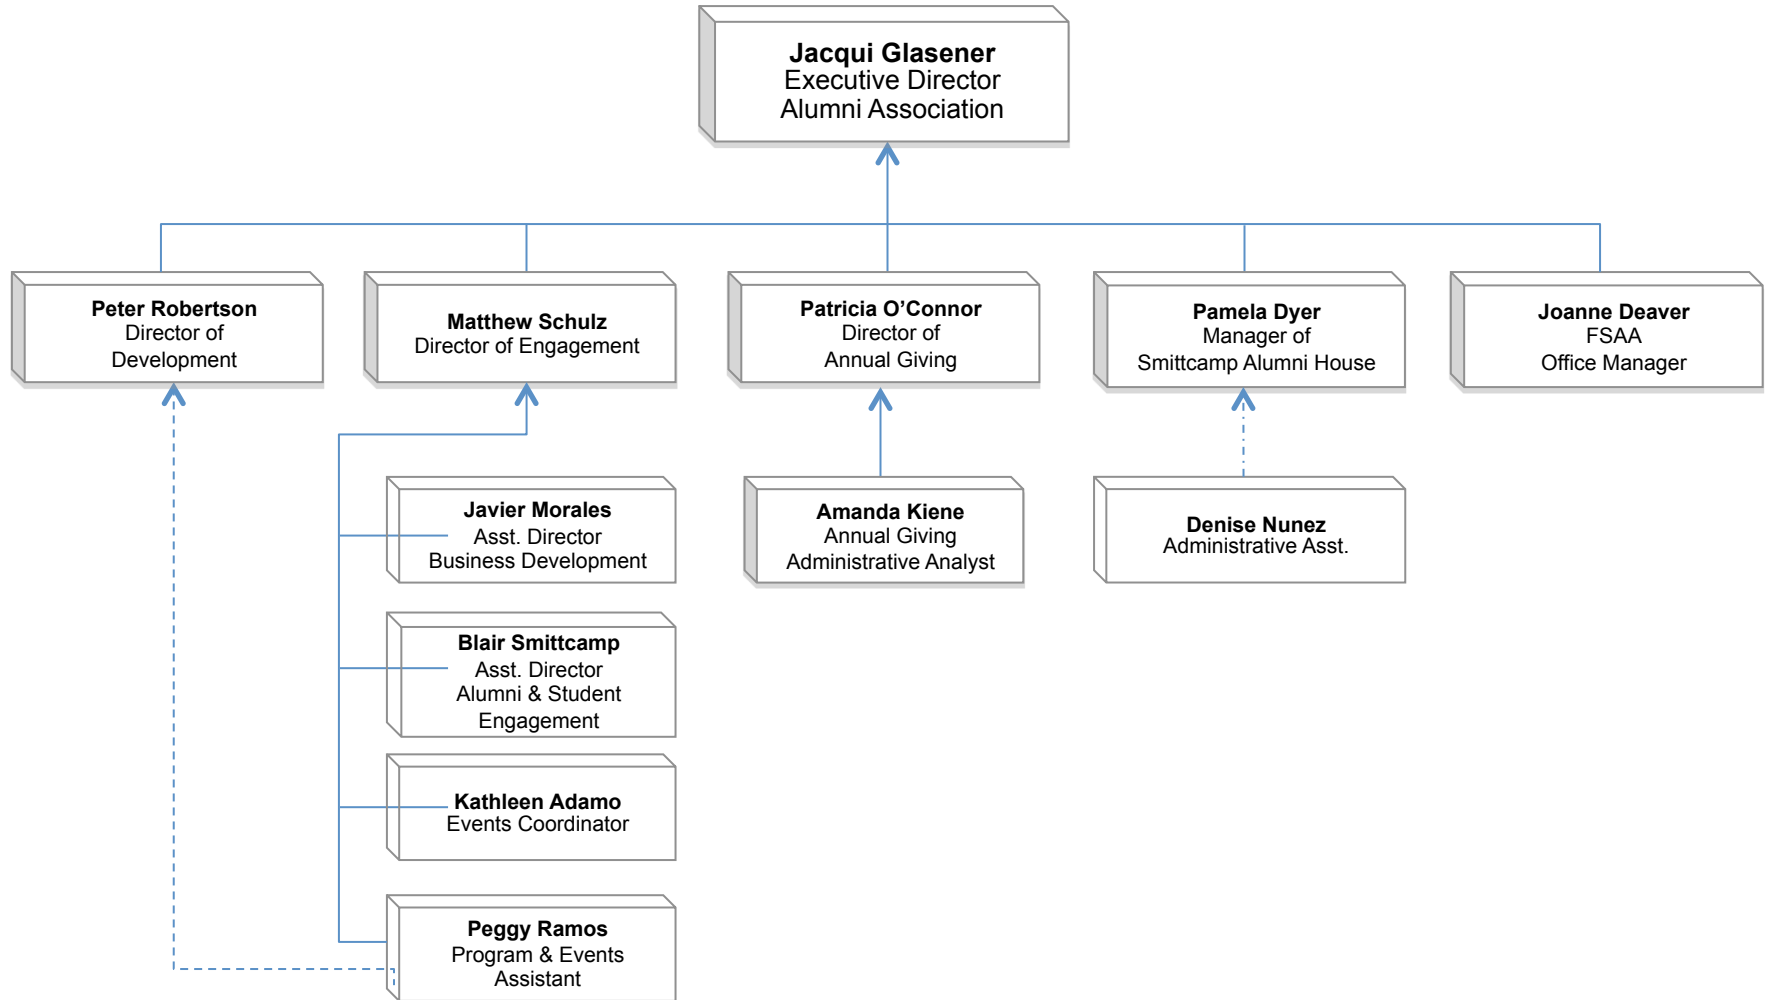 Jacqui Glasener
Executive Director
Alumni Association
Peter Robertson
Director of
Development
Matthew Schulz
Director of Engagement
Patricia O’Connor
Director of
Annual Giving
Pamela Dyer
Manager of
Smittcamp Alumni House
Joanne Deaver
FSAA
Office Manager
Javier Morales
Asst. Director
Business Development
Amanda Kiene
Annual Giving
Administrative Analyst
Denise Nunez
Administrative Asst.
Blair Smittcamp
Asst. Director
Alumni & Student
Engagement
Kathleen Adamo
Events Coordinator
Peggy Ramos
Program & Events
Assistant